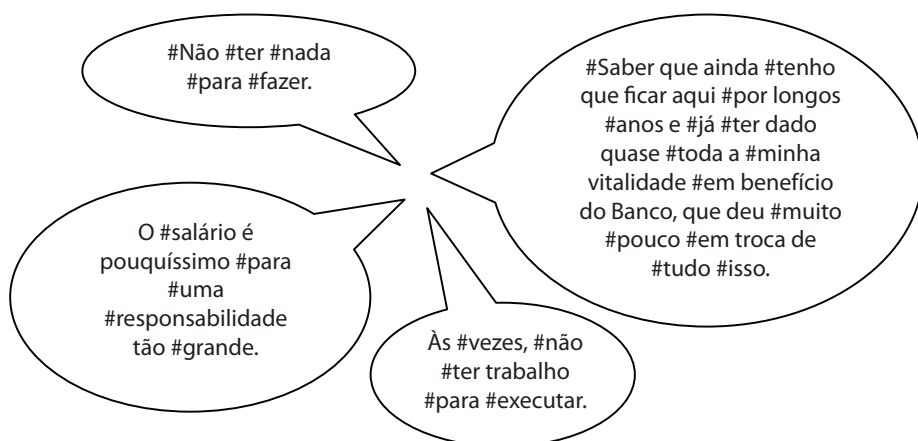 #Não #ter #nada
#para #fazer.
#Saber que ainda #tenho
que ficar aqui #por longos
#anos e #já #ter dado
quase #toda a #minha
vitalidade #em benefício
do Banco, que deu #muito
#pouco #em troca de
#tudo #isso.
O #salário é
pouquíssimo #para
#uma
#responsabilidade
tão #grande.
Às #vezes, #não
#ter trabalho
#para #executar.